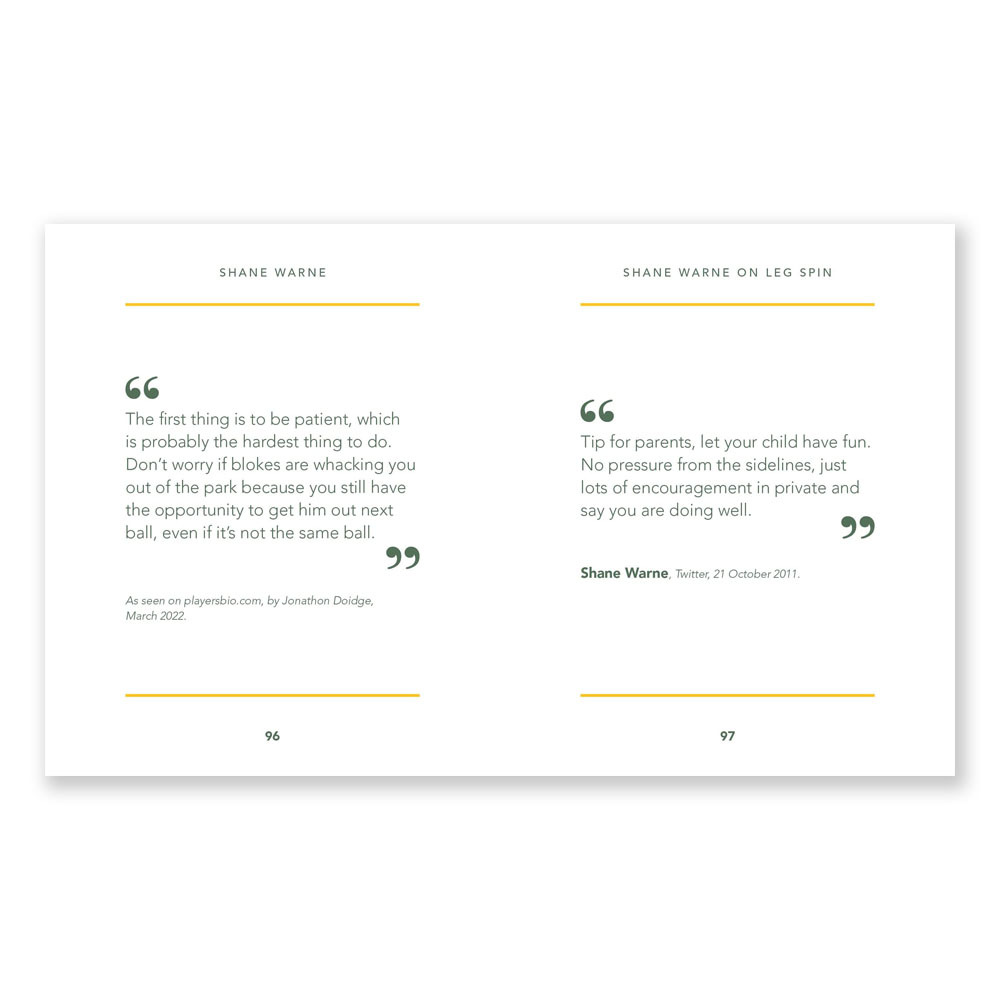 SHANE WARNE
“
The first thing is to be patient, which
is probably the hardest thing to do.
Don’t worry if blokes are whacking you
out of the park because you still have
the opportunity to get him out next
ball, even if it’s not the same ball.
”
As seen on playersbio.com, by Jonathon Doidge,
March 2022.
96
SHANE WARNE ON LEG SPIN
“
Tip for parents, let your child have fun.
No pressure from the sidelines, just
lots of encouragement in private and
say you are doing well.
”
Shane Warne, Twitter, 21 October 2011.
97